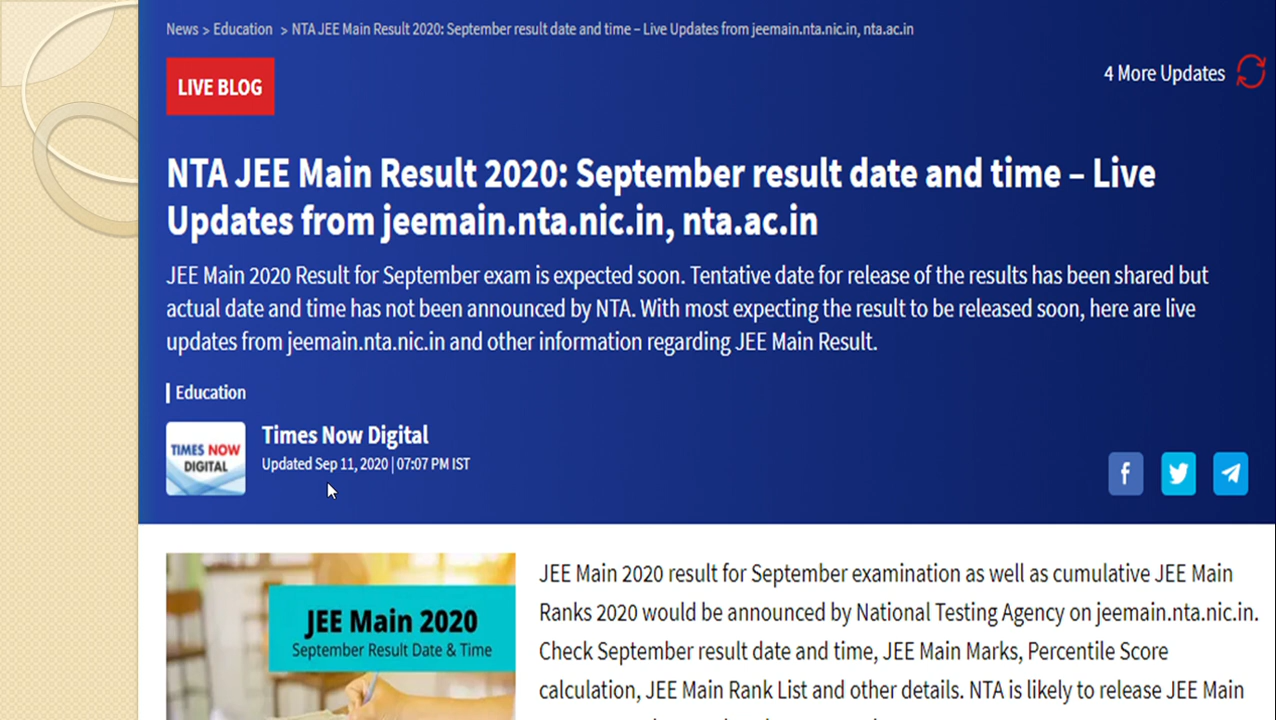 News > Education > NTA JEE Main Result 2020: September result date and time – Live Updates from jeemain.nta.nic.in, nta.ac.in
LIVE BLOG
4 More Updates
NTA JEE Main Result 2020: September result date and time – Live
Updates from jeemain.nta.nic.in, nta.ac.in
JEE Main 2020 Result for September exam is expected soon. Tentative date for release of the results has been shared but
actual date and time has not been announced by NTA. With most expecting the result to be released soon, here are live
updates from jeemain.nta.nic.in and other information regarding JEE Main Result.
Education
TIMES NOW
DIGITAL
Times Now Digital
Updated Sep 11, 2020 | 07:07 PM IST
JEE Main 2020
September Result Date & Time
JEE Main 2020 result for September examination as well as cumulative JEE Main
Ranks 2020 would be announced by National Testing Agency on jeemain.nta.nic.in.
Check September result date and time, JEE Main Marks, Percentile Score
calculation, JEE Main Rank List and other details. NTA is likely to release JEE Main